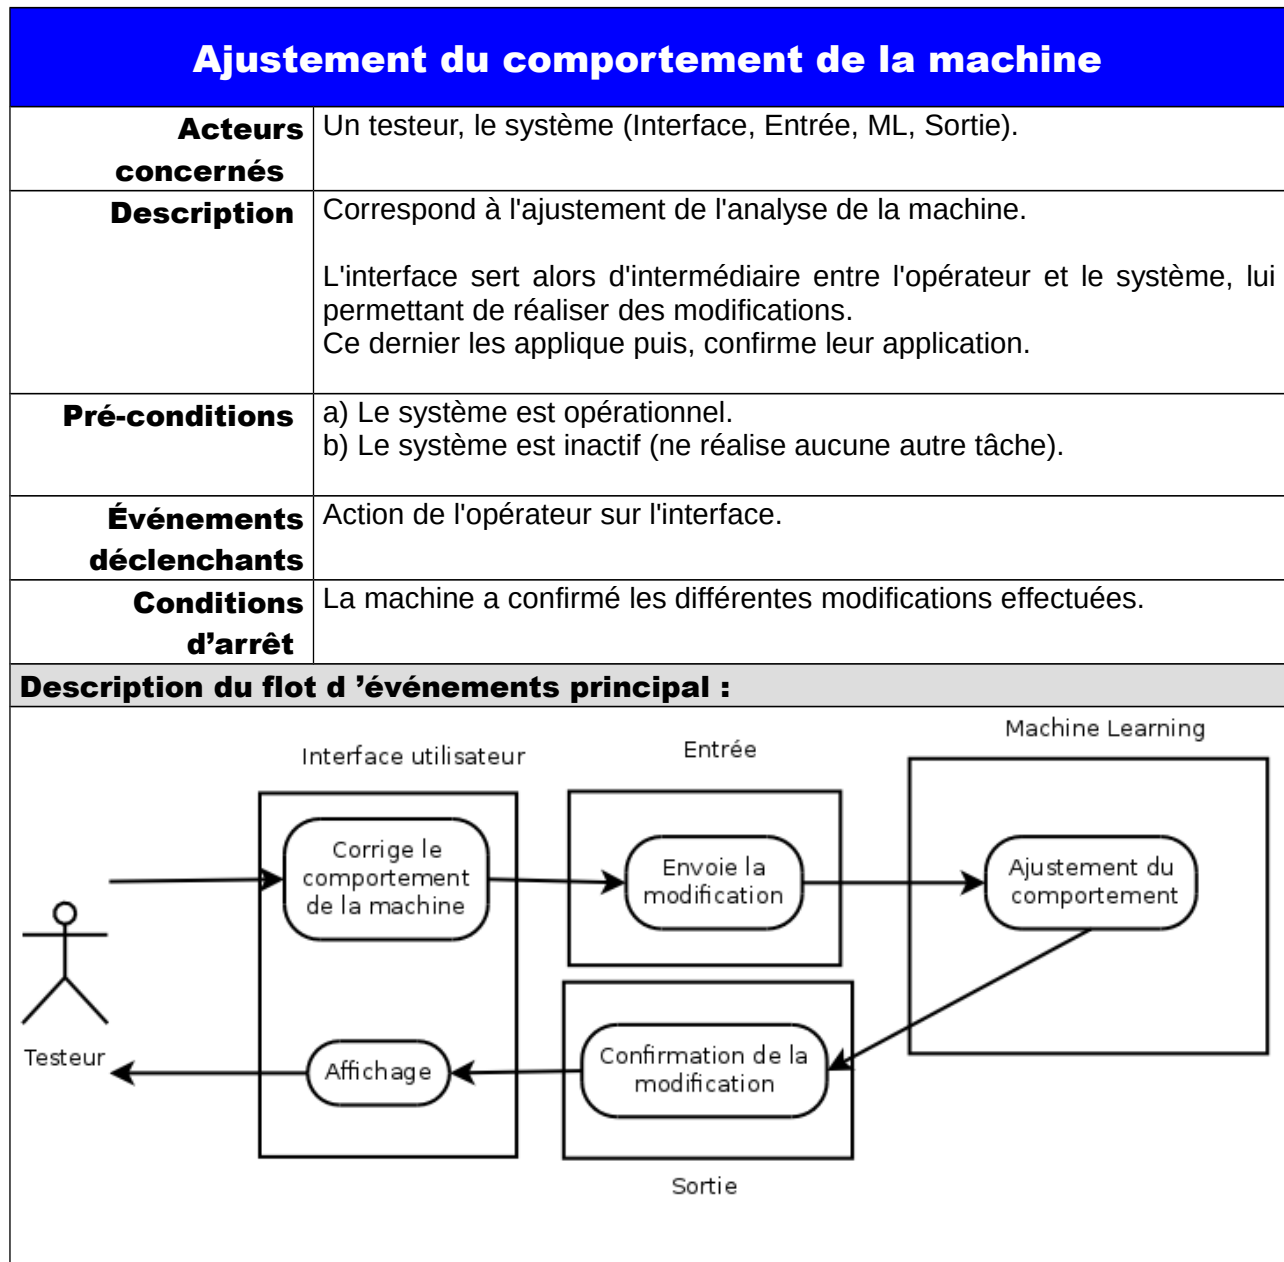 Ajustement du comportement de la machine
Acteurs
concernés
Un testeur, le système (Interface, Entrée, ML, Sortie).
Description
Correspond à l'ajustement de l'analyse de la machine.
L'interface sert alors d'intermédiaire entre l'opérateur et le système, lui
permettant de réaliser des modifications.
Ce dernier les applique puis, confirme leur application.
Pré-conditions
a) Le système est opérationnel.
b) Le système est inactif (ne réalise aucune autre tâche).
Événements
déclenchants
Action de l'opérateur sur l'interface.
Conditions
d’arrêt
La machine a confirmé les différentes modifications effectuées.
Description du flot d ’événements principal :
Interface utilisateur
Entrée
Machine Learning
Corrige le
comportement
de la machine
Envoie la
modification
Ajustement du
comportement
Testeur
Affichage
Confirmation de la
modification
Sortie